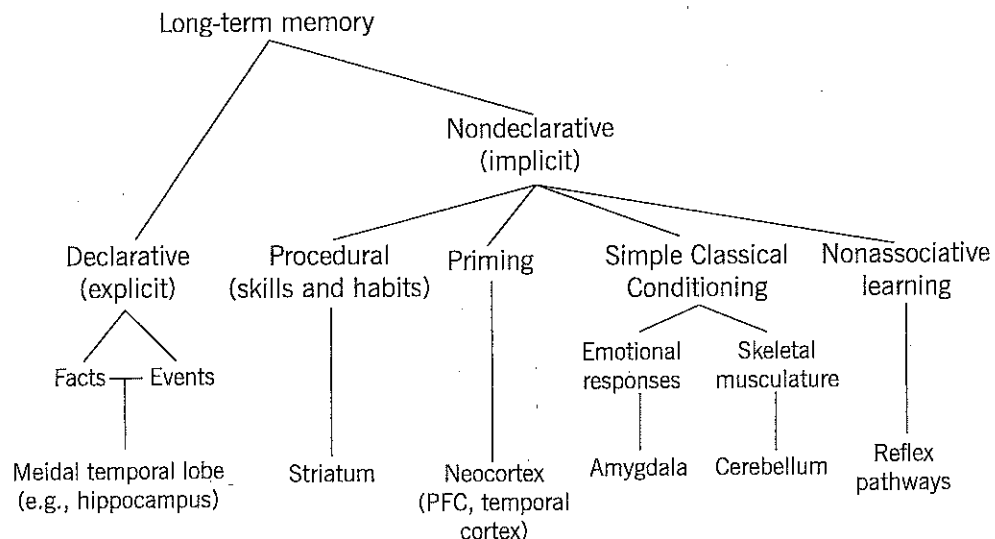 Long-term memory
Nondeclarative
(implicit)
Declarative
(explicit)
Procedural
(skills and habits)
Priming
Simple Classical
Conditioning
Nonassociative
learning
Facts
Events
Emotional
responses
Skeletal
musculature
Meidal temporal lobe
(e.g., hippocampus)
Striatum
Neocortex
(PFC, temporal
cortex)
Amygdala
Cerebellum
Reflex
pathways